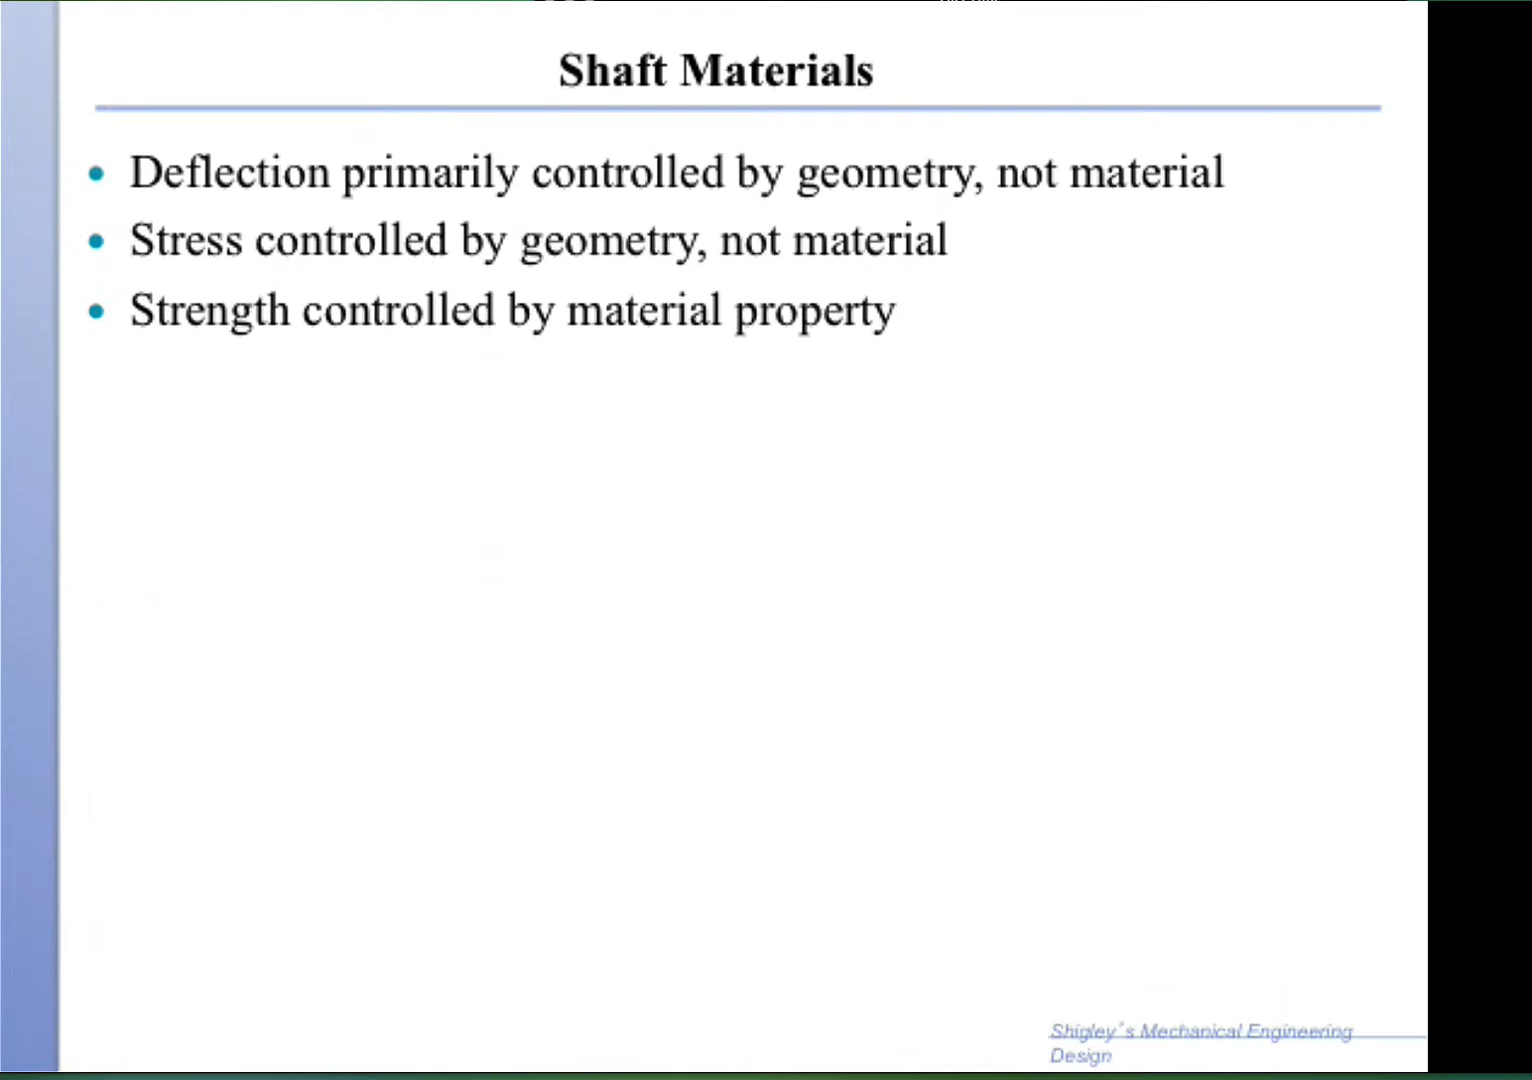 Shaft Materials
• Deflection primarily controlled by geometry, not material
• Stress controlled by geometry, not material
• Strength controlled by material property
Shigley’s Mechanical Engineering
Design